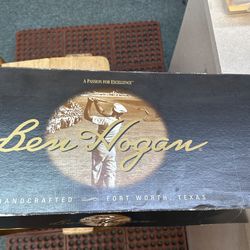 A PASSION FOR EXCELLENCE
Ben Hogan
HANDCRAFTED FORT WORTH, TEXAS